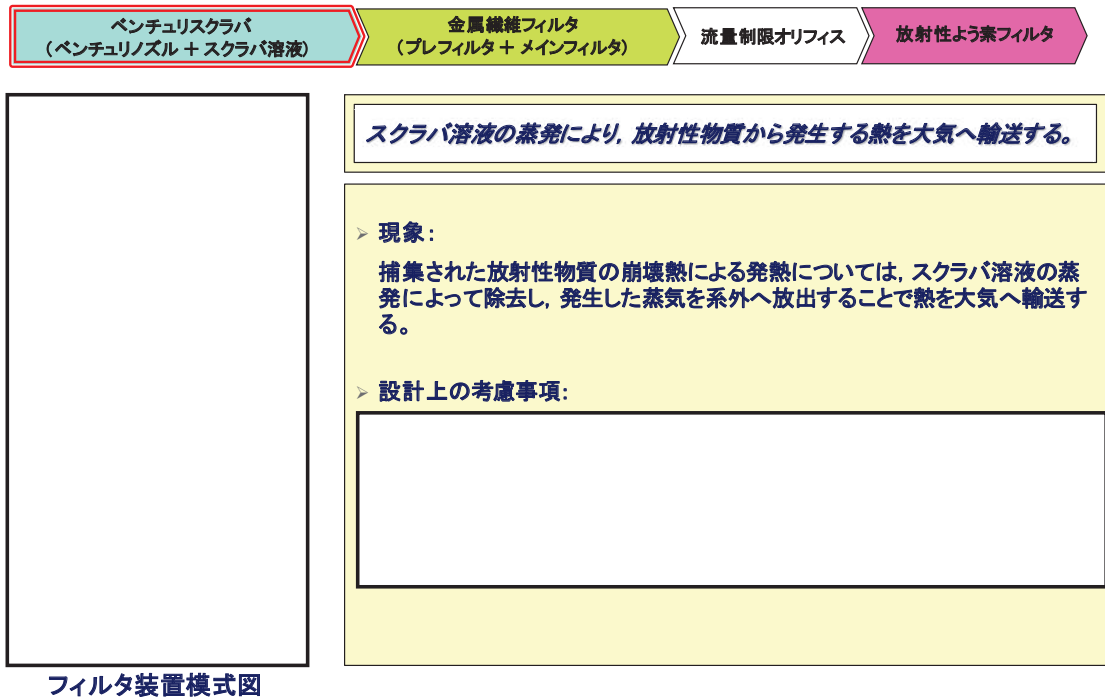 ベンチュリスクラバ
（ベンチュリノズル ＋ スクラバ溶液）
金属繊維フィルタ
（プレフィルタ ＋ メインフィルタ）
流量制限オリフィス
放射性よう素フィルタ
スクラバ溶液の蒸発により，放射性物質から発生する熱を大気へ輸送する。
➢ 現象：
捕集された放射性物質の崩壊熱による発熱については，スクラバ溶液の蒸
発によって除去し，発生した蒸気を系外へ放出することで熱を大気へ輸送す
る。
➢ 設計上の考慮事項：
フィルタ装置模式図